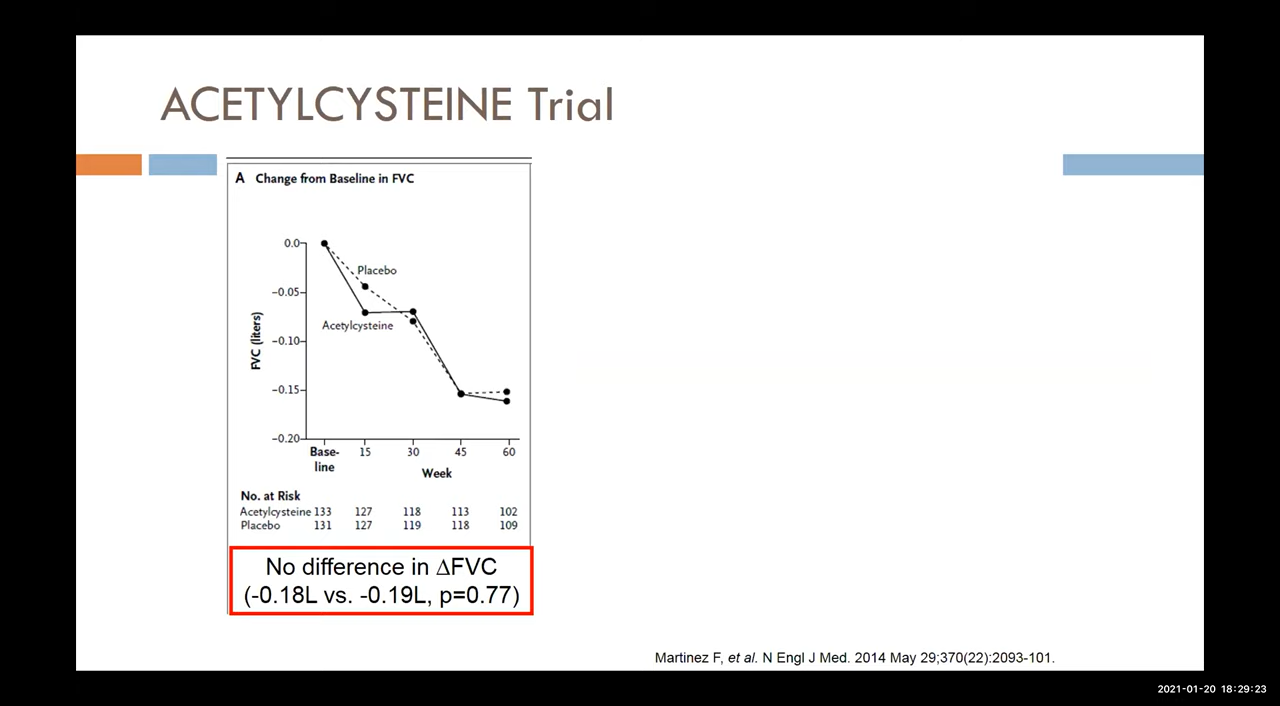 ACETYLCYSTEINE Trial
A Change from Baseline in FVC
FVC (liters)
0.0
−0.05
−0.10
−0.15
−0.20
Placebo
Acetylcysteine
Base-
line
15 30 45 60
Week
No. at Risk
Acetylcysteine 133 127 118 113 102
Placebo 131 127 119 118 109
No difference in ∆FVC
(-0.18L vs. -0.19L, p=0.77)
Martinez F, et al. N Engl J Med. 2014 May 29;370(22):2093-101.
2021-01-20 18:29:23